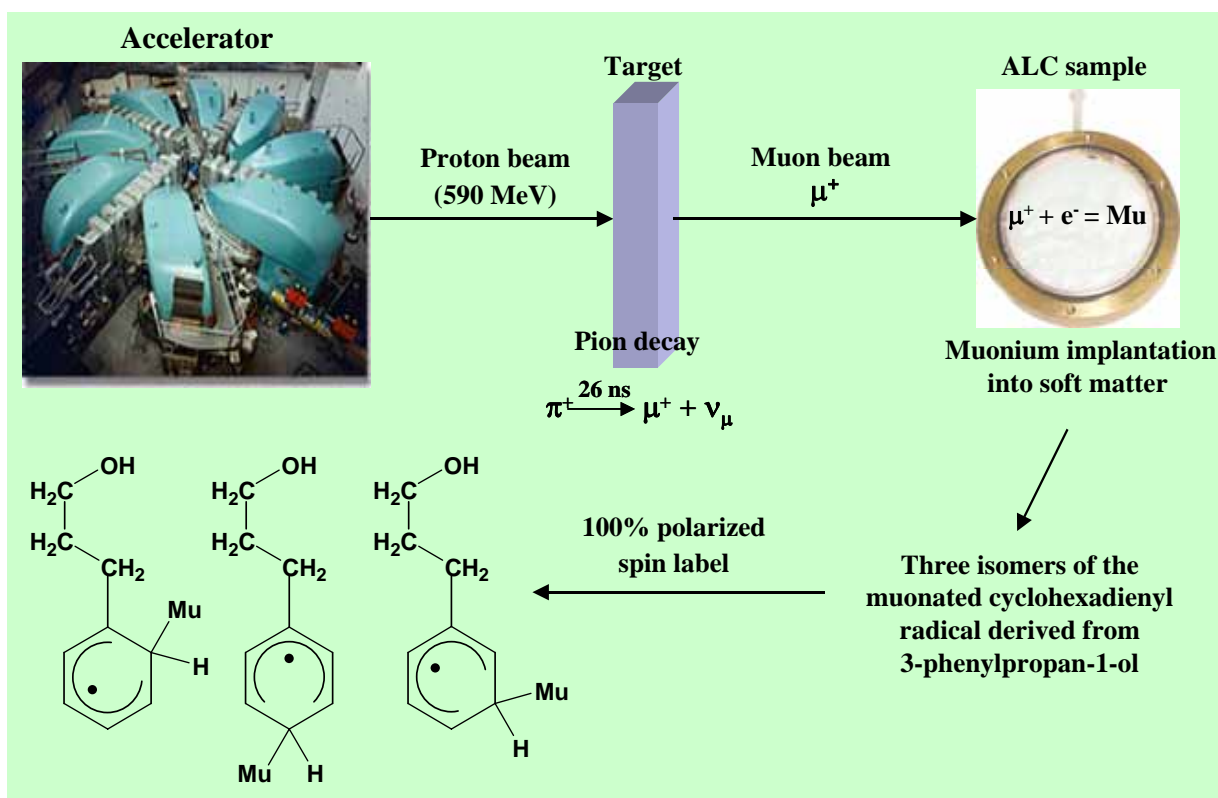 Accelerator
Target
ALC sample
Proton beam
(590 MeV)
Muon beam
μ⁺
μ⁺ + e⁻ = Mu
Pion decay
26 ns
π⁺ → μ⁺ + ν_μ
Muonium implantation
into soft matter
100% polarized
spin label
Three isomers of the
muonated cyclohexadienyl
radical derived from
3-phenylpropan-1-ol
OH
H₂C
H₂C
CH₂
Mu
H
OH
H₂C
H₂C
CH₂
Mu
H
OH
H₂C
H₂C
CH₂
Mu
H